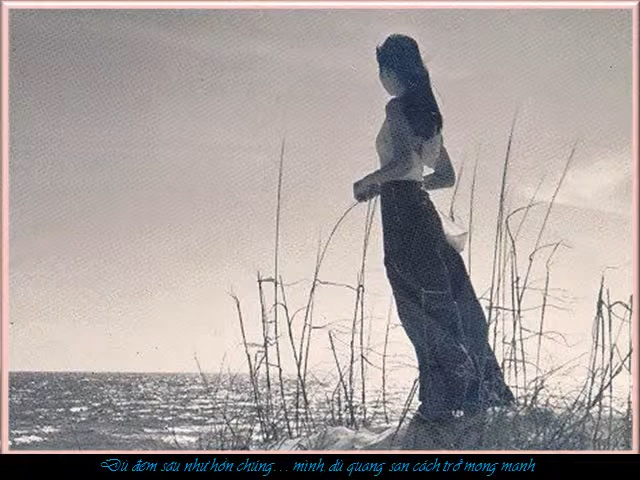 Dù đêm sâu như hồn chúng... mình dù quang san cách trở mong manh